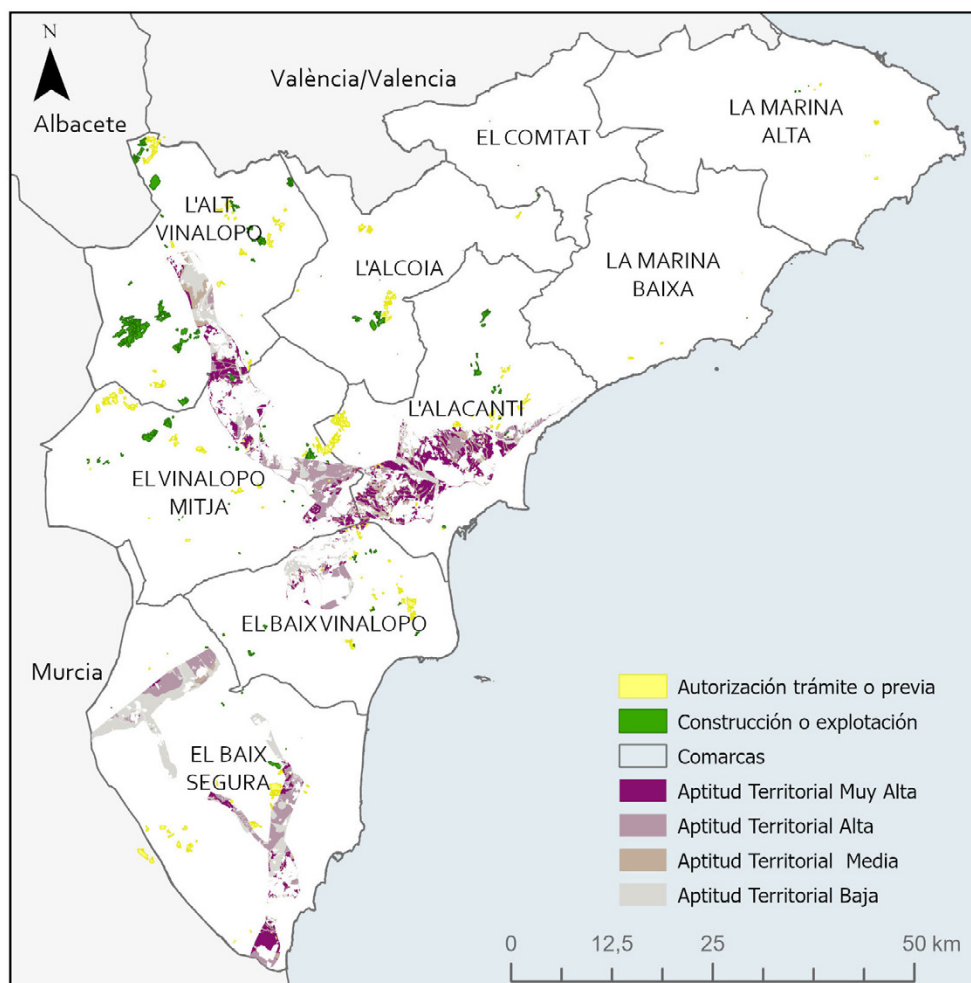 N
València/Valencia
Albacete
EL COMTAT
LA MARINA
ALTA
L'ALT
VINALOPO
L'ALCOIA
LA MARINA
BAIXA
L'ALACANTI
EL VINALOPO
MITJA
EL BAIX VINALOPO
Murcia
EL BAIX
SEGURA
Autorización trámite o previa
Construcción o explotación
Comarcas
Aptitud Territorial Muy Alta
Aptitud Territorial Alta
Aptitud Territorial Media
Aptitud Territorial Baja
0 12,5 25 50 km